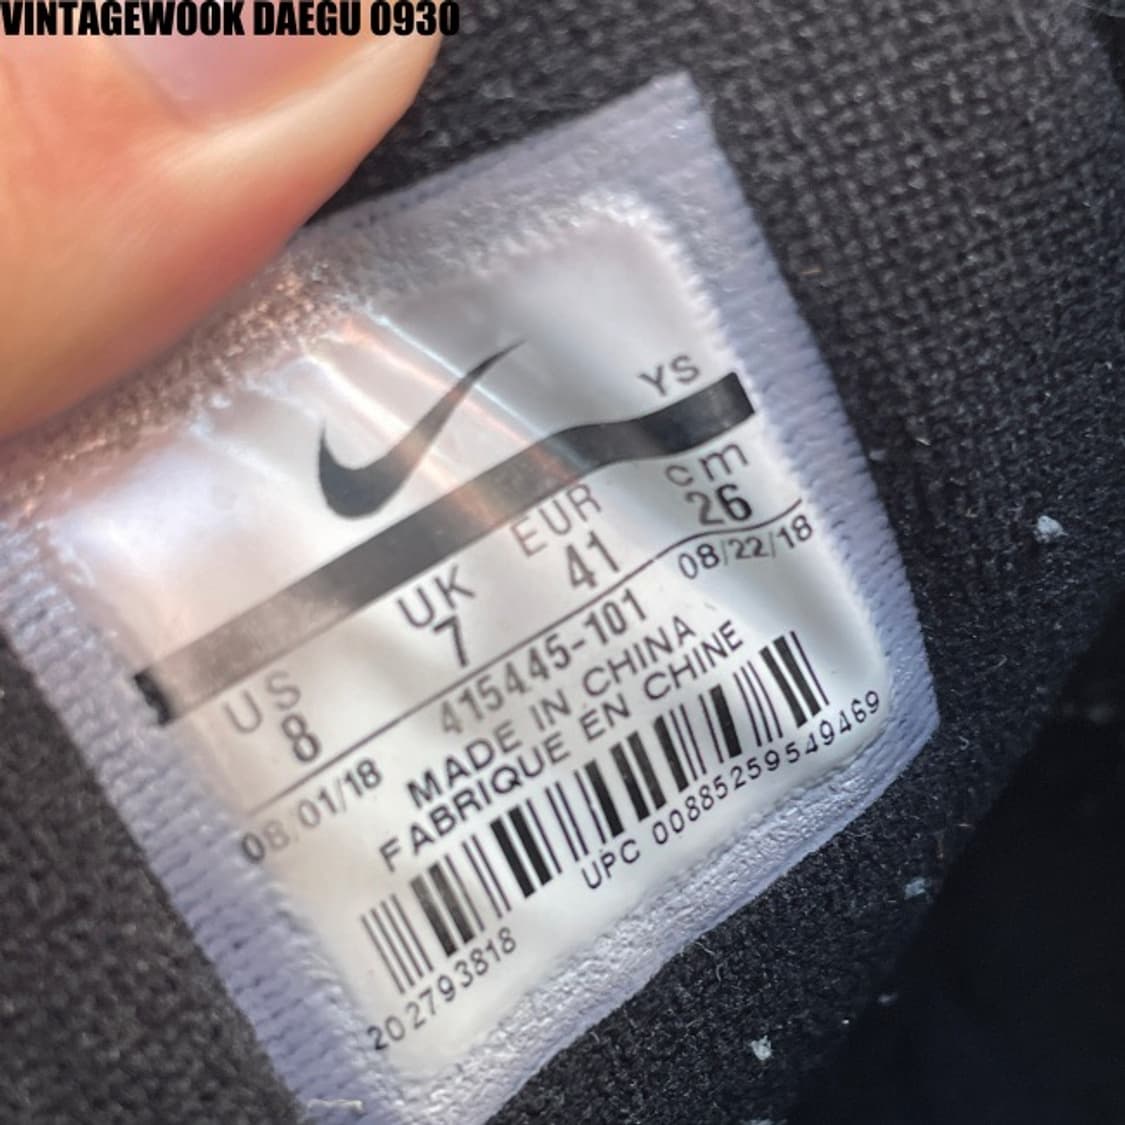 VINTAGEWOOK DAEGU 0930
YS
US UK EUR cm
8 7 41 26
08/01/18 415445-101 08/22/18
MADE IN CHINA
FABRIQUE EN CHINE
UPC 00885259549469
202793818